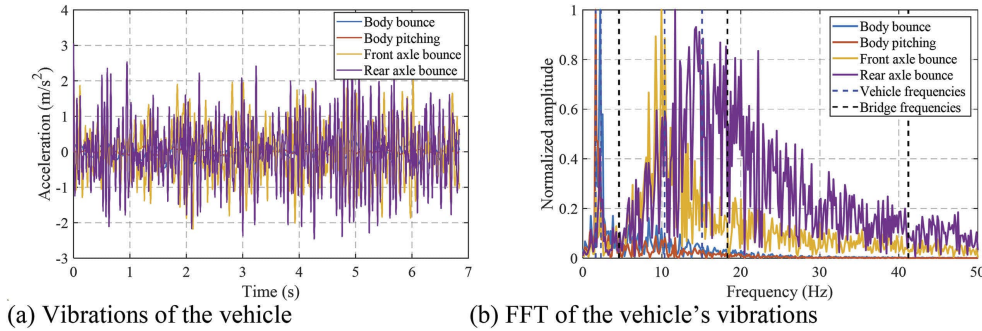 4
3
2
1
0
-1
-2
-3
Acceleration (m/s²)
0 1 2 3 4 5 6 7
Time (s)
Body bounce
Body pitching
Front axle bounce
Rear axle bounce
(a) Vibrations of the vehicle
1
0.8
0.6
0.4
0.2
0
Normalized amplitude
0 10 20 30 40 50
Frequency (Hz)
Body bounce
Body pitching
Front axle bounce
Rear axle bounce
Vehicle frequencies
Bridge frequencies
(b) FFT of the vehicle’s vibrations